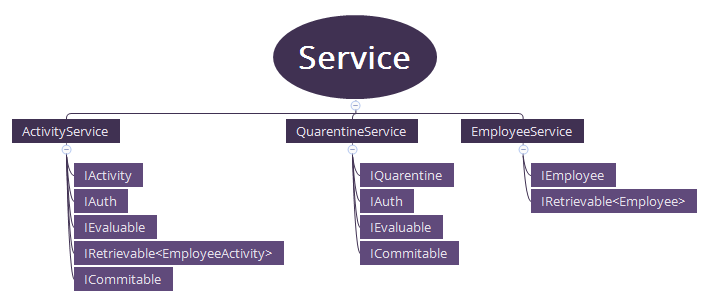 Service
ActivityService
IActivity
IAuth
IEvaluable
IRetrievable<EmployeeActivity>
ICommitable
QuarentineService
IQuarentine
IAuth
IEvaluable
ICommitable
EmployeeService
IEmployee
IRetrievable<Employee>